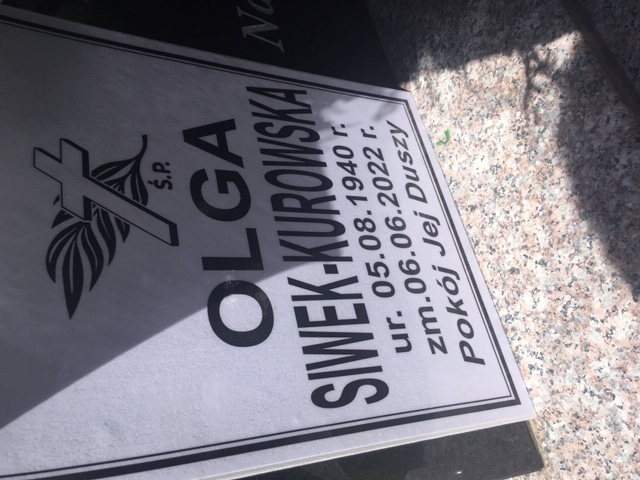 Ś.P.
OLGA
SIWEK-KUROWSKA
ur. 05.08.1940 r.
zm.06.06.2022 r.
Pokój Jej Duszy